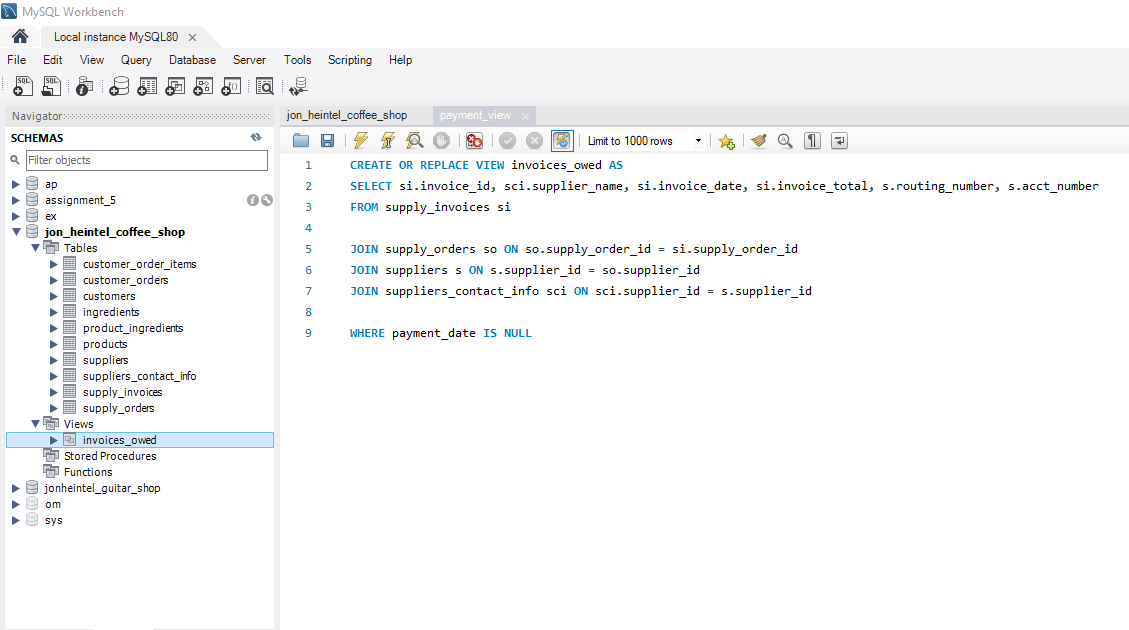 MySQL Workbench
Local instance MySQL80
File Edit View Query Database Server Tools Scripting Help
Navigator
SCHEMAS
Filter objects
ap
assignment_5
ex
jon_heintel_coffee_shop
Tables
customer_order_items
customer_orders
customers
ingredients
product_ingredients
products
suppliers
suppliers_contact_info
supply_invoices
supply_orders
Views
invoices_owed
Stored Procedures
Functions
jonheintel_guitar_shop
om
sys
jon_heintel_coffee_shop payment_view
Limit to 1000 rows
1 CREATE OR REPLACE VIEW invoices_owed AS
2 SELECT si.invoice_id, sci.supplier_name, si.invoice_date, si.invoice_total, s.routing_number, s.acct_number
3 FROM supply_invoices si
4
5 JOIN supply_orders so ON so.supply_order_id = si.supply_order_id
6 JOIN suppliers s ON s.supplier_id = so.supplier_id
7 JOIN suppliers_contact_info sci ON sci.supplier_id = s.supplier_id
8
9 WHERE payment_date IS NULL